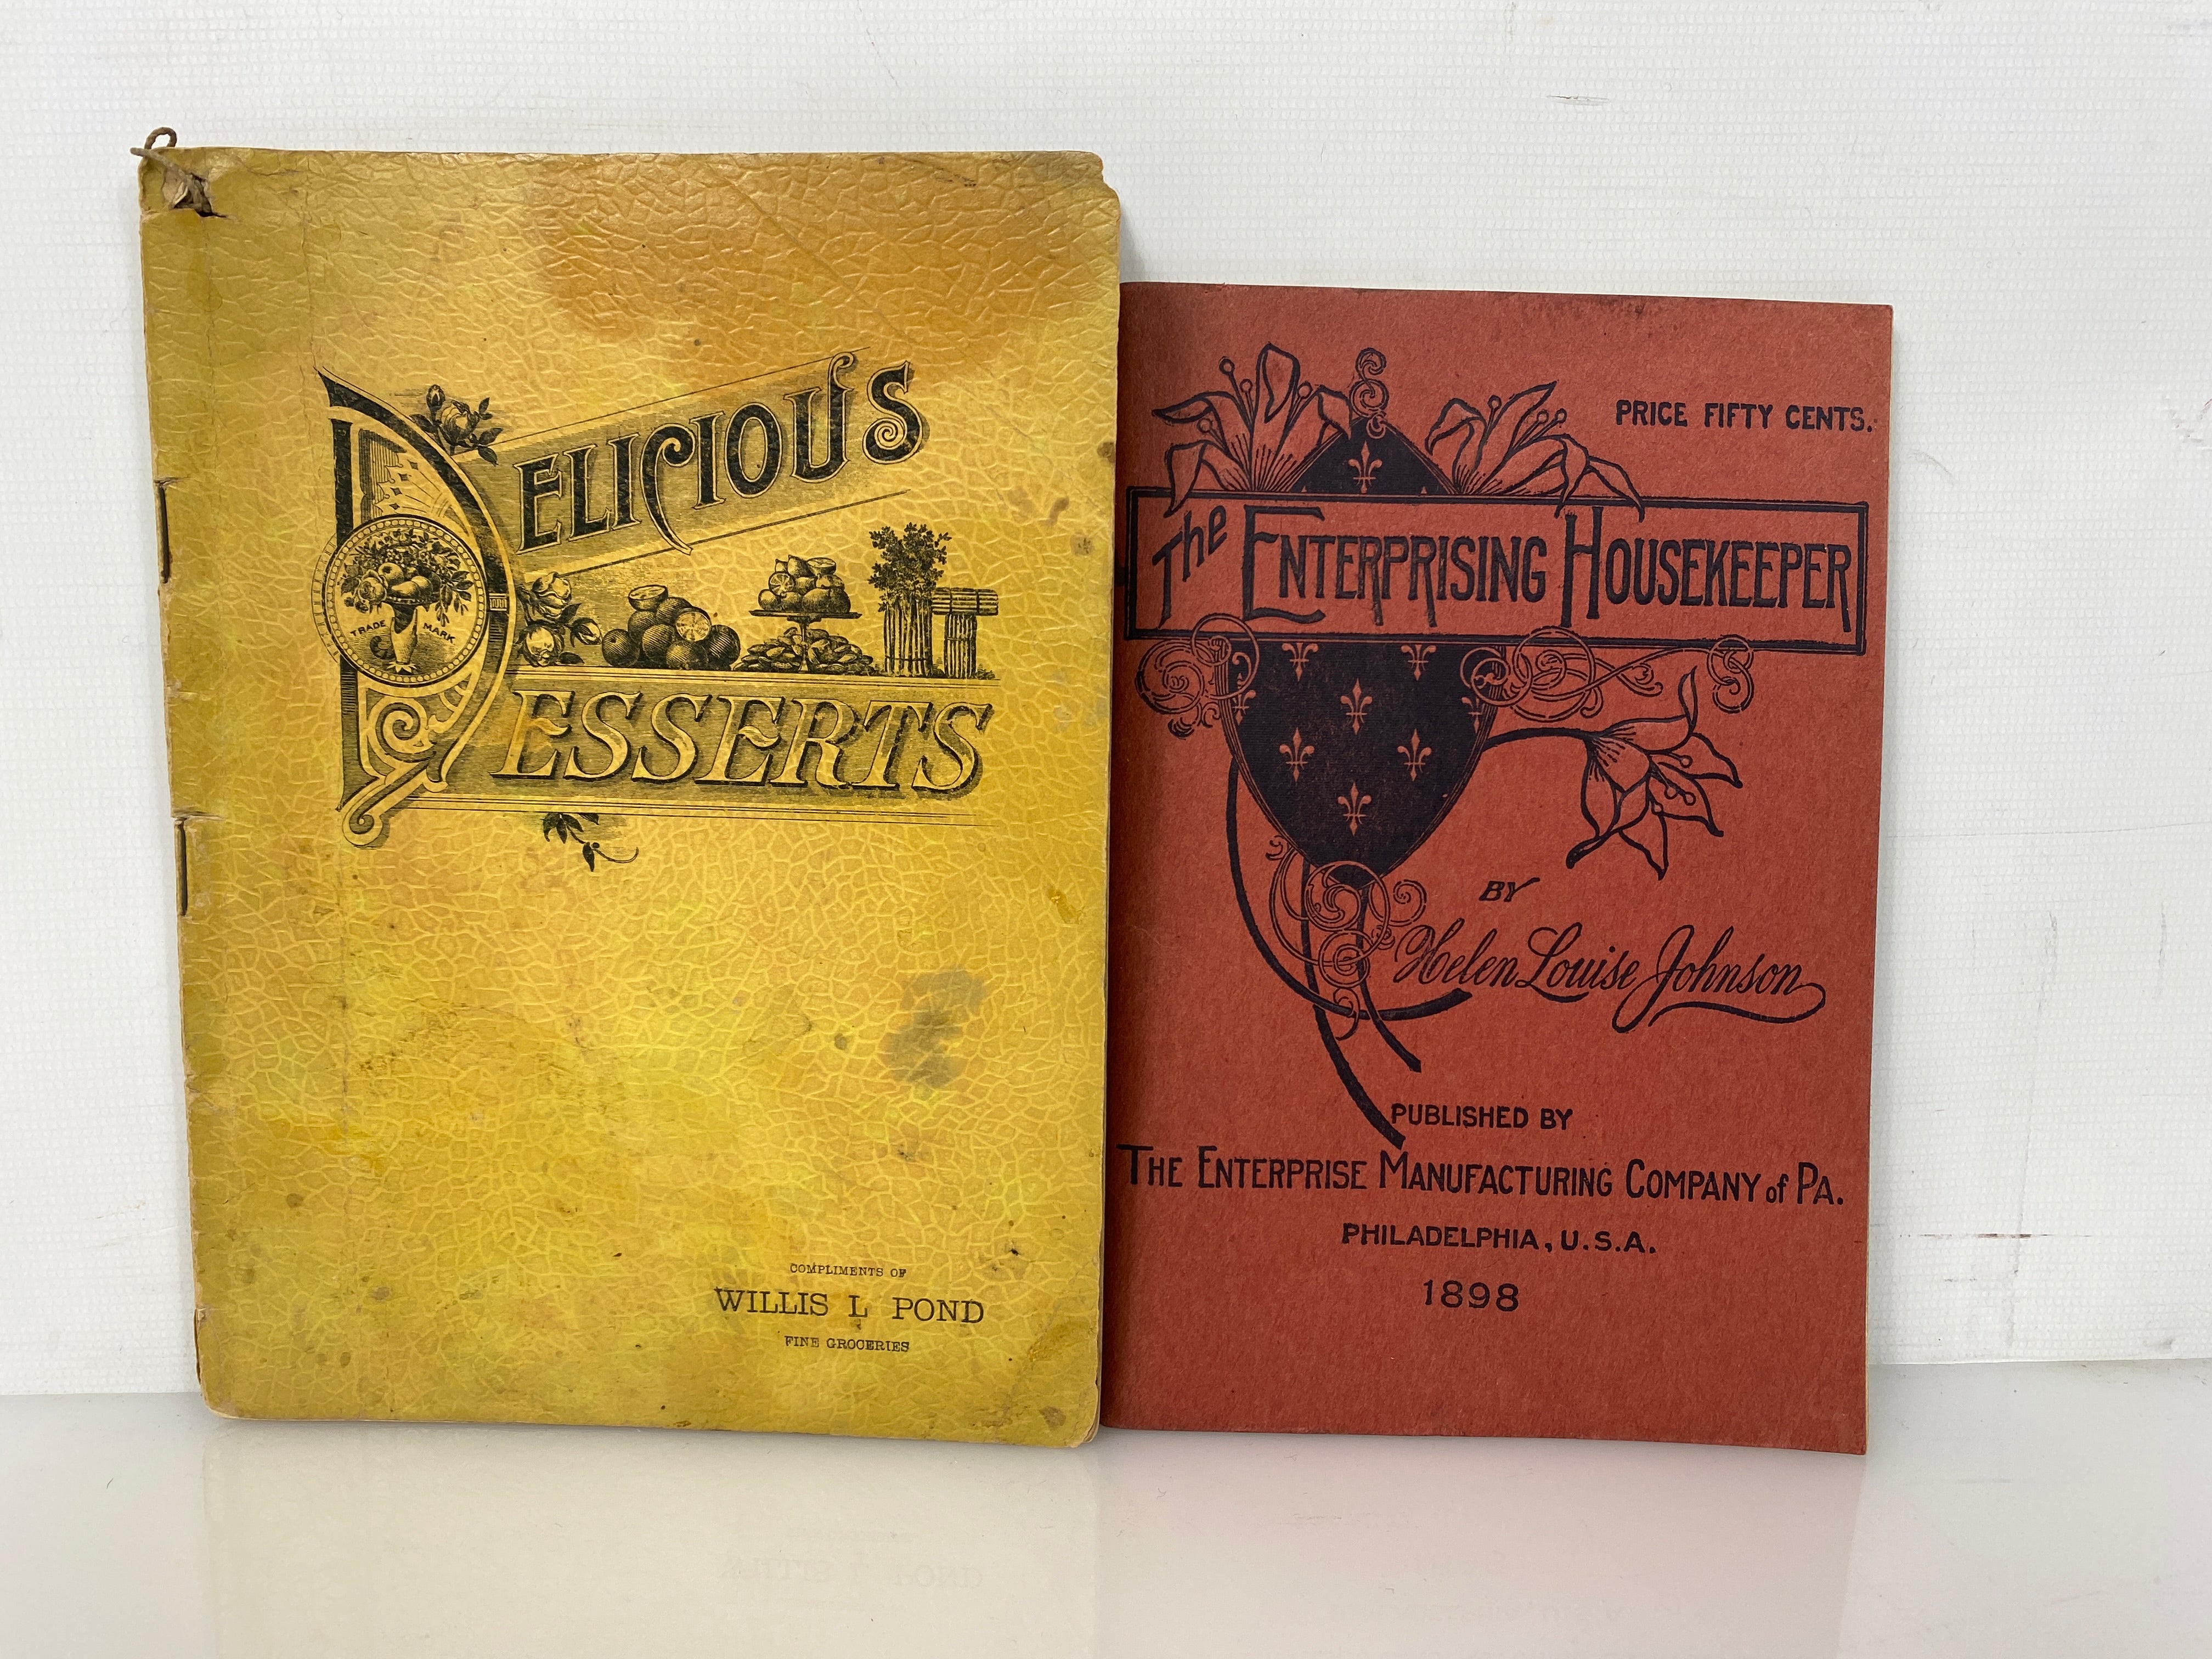 DELICIOUS
DESSERTS
TRADE MARK
COMPLIMENTS OF
WILLIS L POND
FINE GROCERIES
PRICE FIFTY CENTS.
The ENTERPRISING HOUSEKEEPER
BY
Helen Louise Johnson
PUBLISHED BY
THE ENTERPRISE MANUFACTURING COMPANY of PA.
PHILADELPHIA, U.S.A.
1898